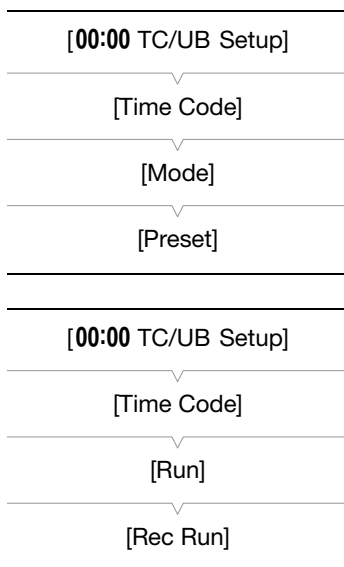 [00:00 TC/UB Setup]
[Time Code]
[Mode]
[Preset]
[00:00 TC/UB Setup]
[Time Code]
[Run]
[Rec Run]